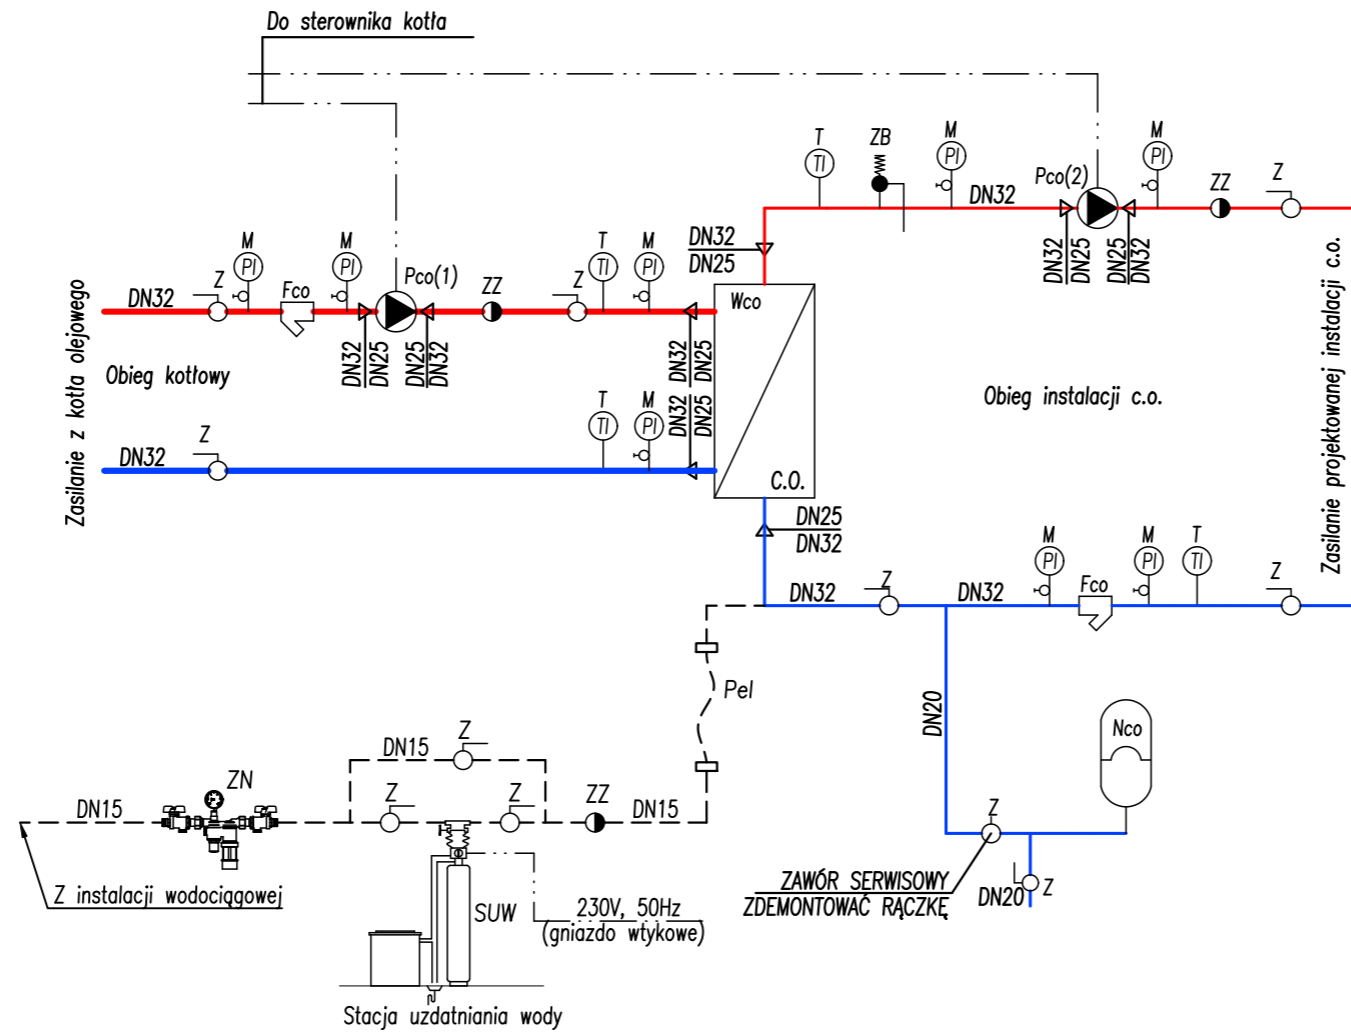 Do sterownika kotła
T
TI
ZB
M
PI
Pco(2)
M
PI
ZZ
Z
DN32
DN32
DN25
DN25
DN32
DN32
DN25
Zasilanie z kotła olejowego
DN32
Z
M
PI
Fco
M
PI
Pco(1)
ZZ
Z
T
TI
M
PI
Wco
DN32
DN25
DN25
DN32
DN32
DN25
Obieg kotłowy
Obieg instalacji c.o.
Zasilanie projektowanej instalacji c.o.
DN32
Z
T
TI
M
PI
DN32
DN25
C.O.
DN25
DN32
DN32
Z
DN32
M
PI
Fco
M
PI
T
TI
Z
Pel
DN20
Nco
DN15
Z
DN15
ZN
Z
Z
ZZ
DN15
Z
Z instalacji wodociągowej
SUW
230V, 50Hz
(gniazdo wtykowe)
ZAWÓR SERWISOWY
ZDEMONTOWAĆ RĄCZKĘ
DN20
Z
Stacja uzdatniania wody